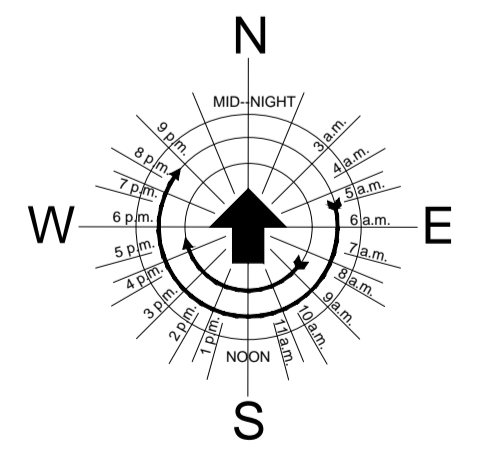 N
MID--NIGHT
9 p.m.
3 a.m.
8 p.m.
4 a.m.
7 p.m.
5 a.m.
W
6 p.m.
6 a.m.
E
5 p.m.
7 a.m.
4 p.m.
8 a.m.
3 p.m.
9 a.m.
2 p.m.
10 a.m.
1 p.m.
11 a.m.
NOON
S